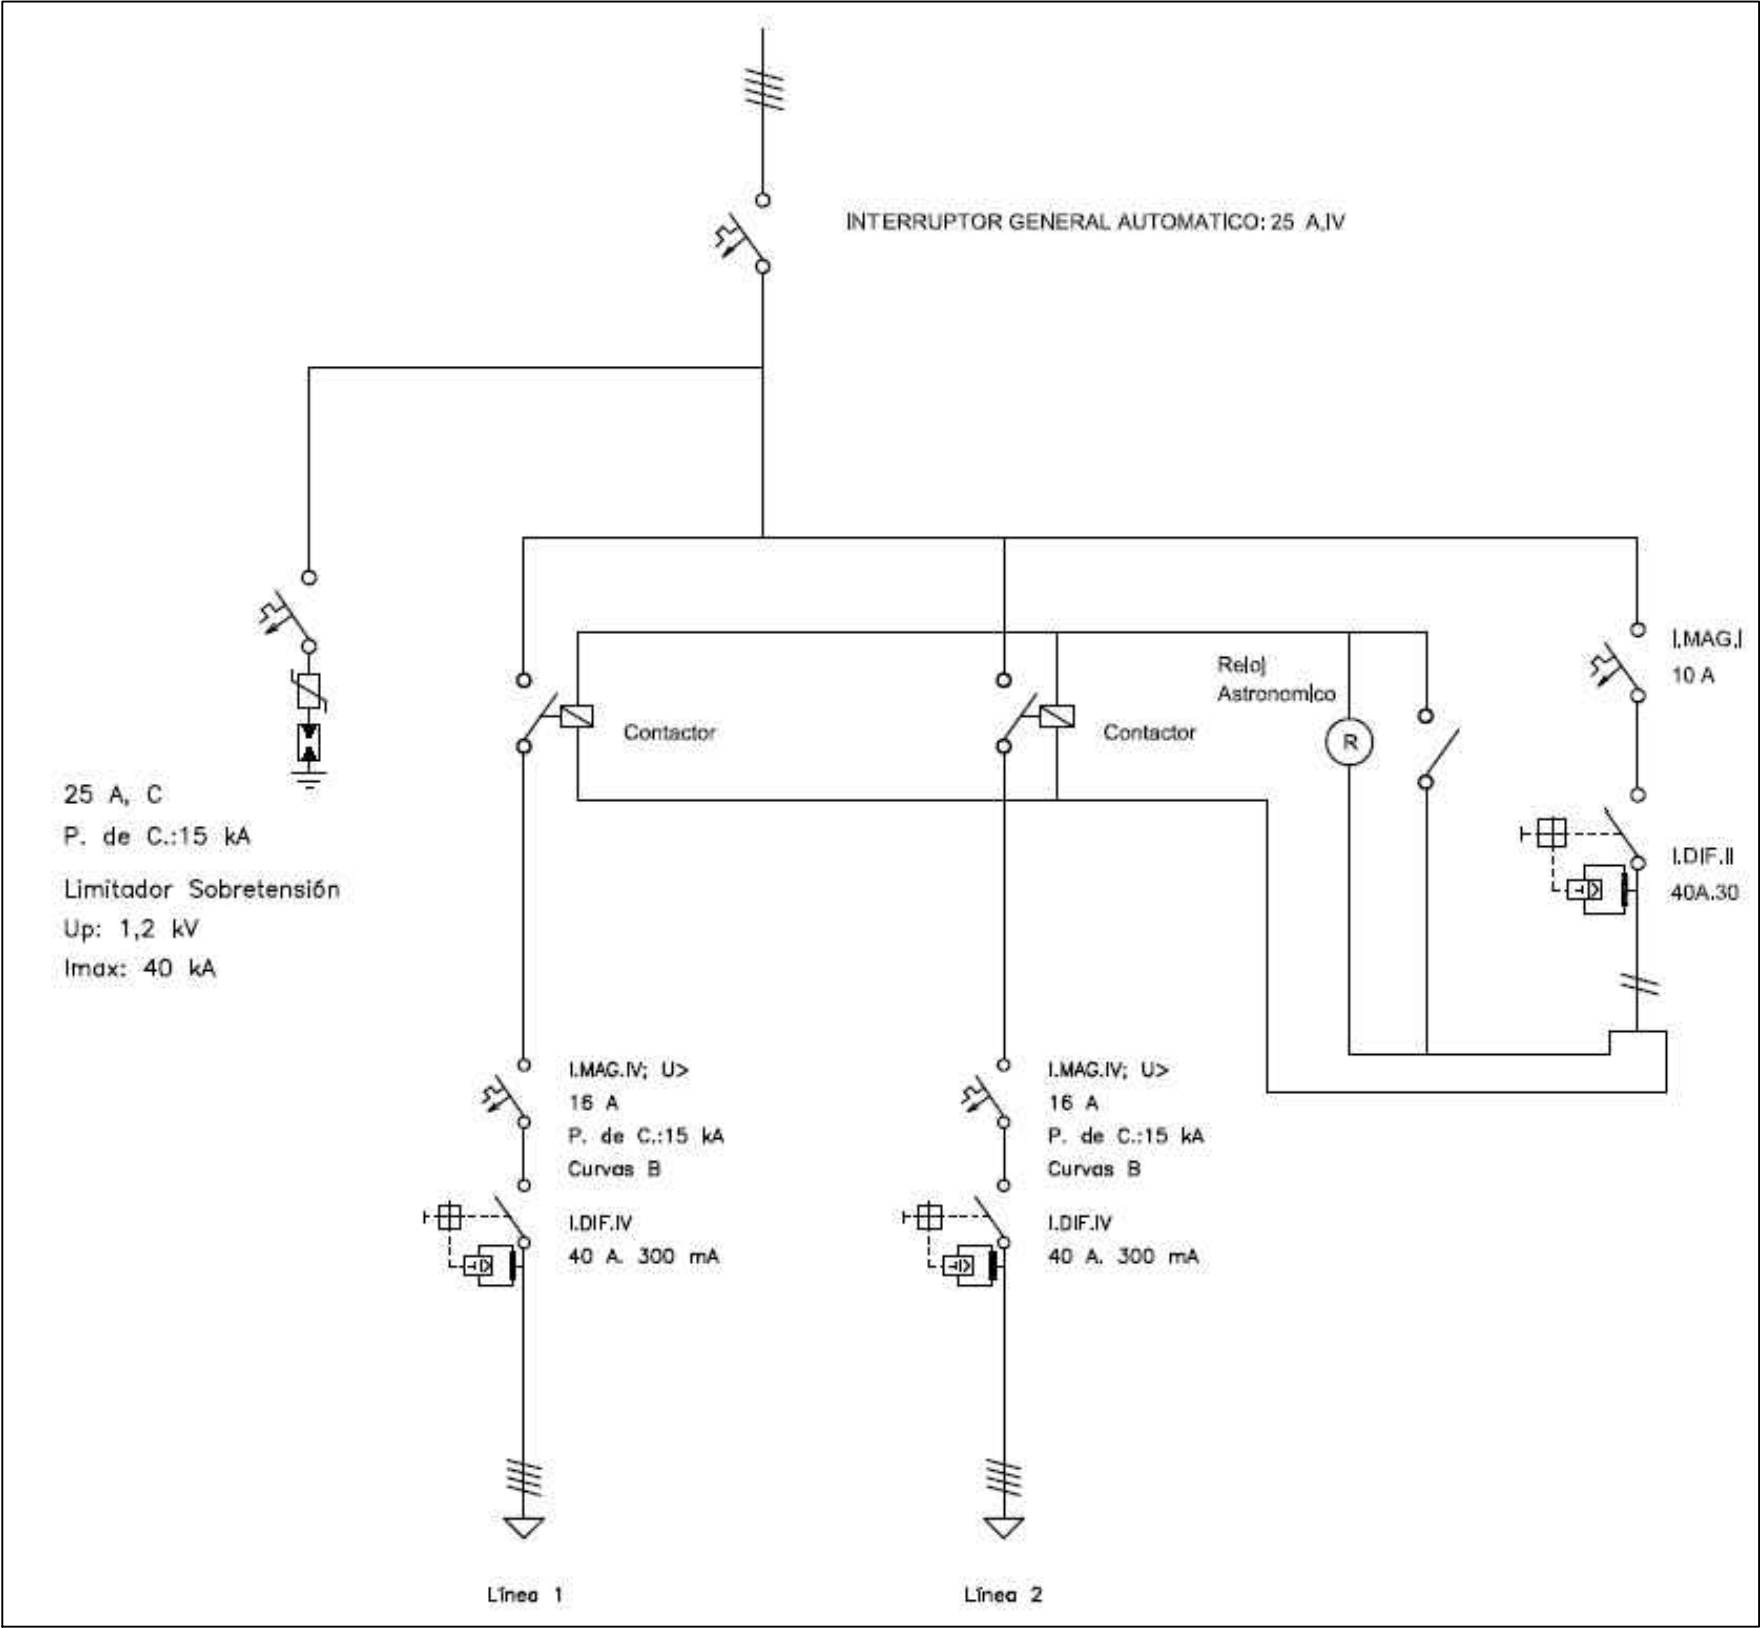 INTERRUPTOR GENERAL AUTOMATICO: 25 A,IV
I.MAG.I
10 A
Reloj
Astronomico
R
Contactor
Contactor
25 A, C
P. de C.:15 kA
Limitador Sobretensión
Up: 1,2 kV
Imax: 40 kA
I.DIF.II
40A.30
I.MAG.IV; U>
16 A
P. de C.:15 kA
Curvas B
I.DIF.IV
40 A. 300 mA
I.MAG.IV; U>
16 A
P. de C.:15 kA
Curvas B
I.DIF.IV
40 A. 300 mA
Línea 1
Línea 2